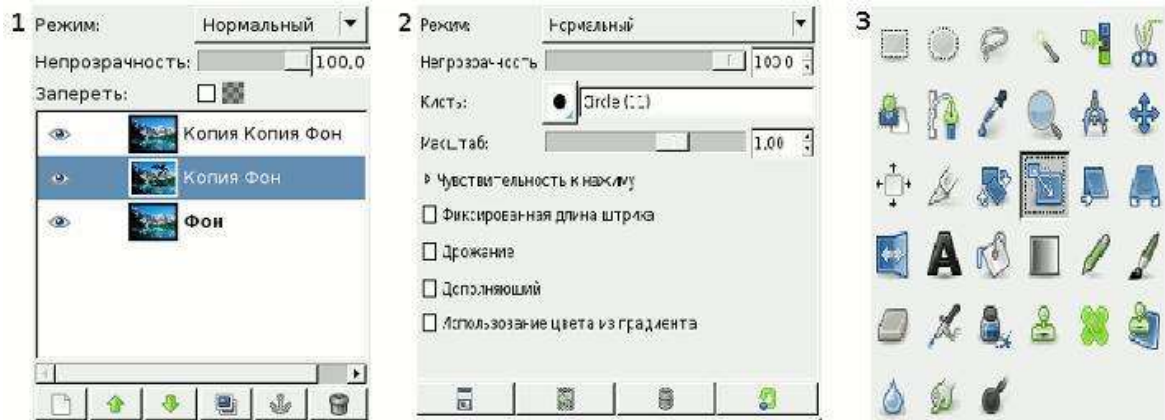 1
Режим: Нормальный
Непрозрачность: 100,0
Запереть:
Копия Копия Фон
Копия Фон
Фон
2
Режим: Нормальный
Непрозрачность 100 0
Кисть: Circle (11)
Масштаб: 1.00
Чувствительность к нажиму
Фиксированная длина штриха
Дрожание
Дополняющий
Использование цвета из градиента
3
A